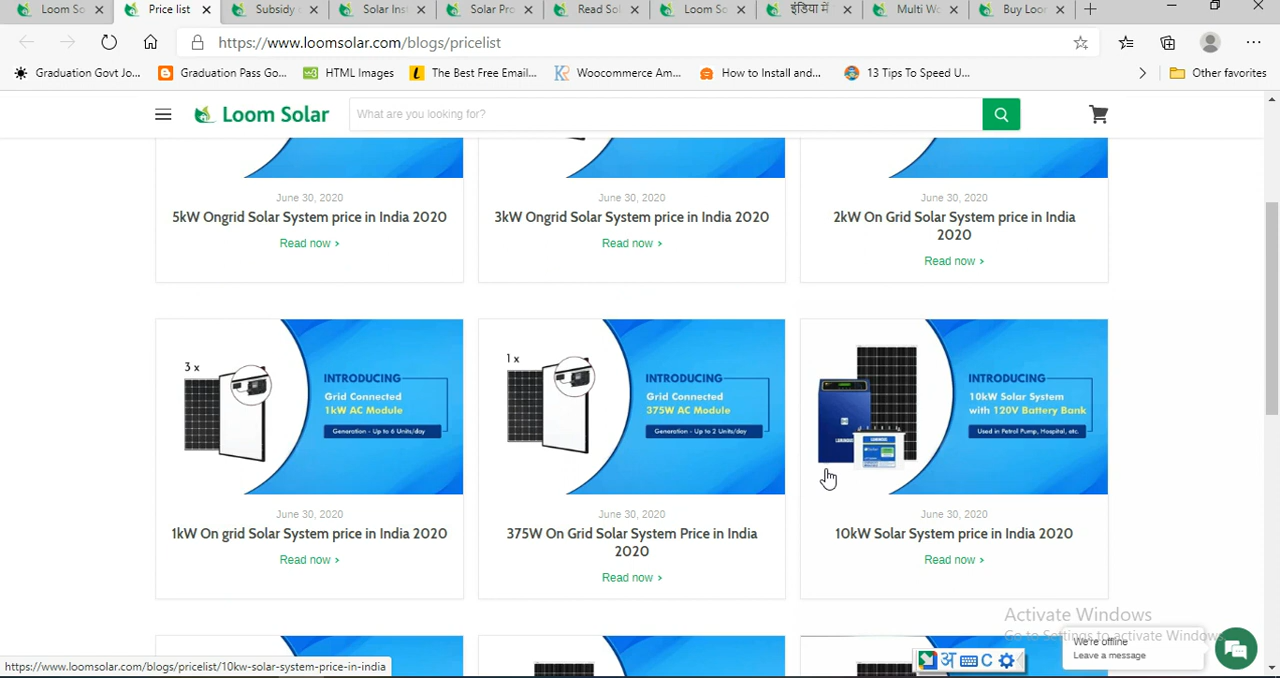 Loom So
Price list
Subsidy
Solar Ins
Solar Pro
Read Sol
Loom So
इंडिया में
Multi Wo
Buy Loom
https://www.loomsolar.com/blogs/pricelist
Graduation Govt Jo...
Graduation Pass Go...
HTML Images
The Best Free Email...
Woocommerce Am...
How to Install and...
13 Tips To Speed U...
Other favorites
Loom Solar
What are you looking for?
June 30, 2020
5kW Ongrid Solar System price in India 2020
Read now ›
June 30, 2020
3kW Ongrid Solar System price in India 2020
Read now ›
June 30, 2020
2kW On Grid Solar System price in India
2020
Read now ›
3 x
INTRODUCING
Grid Connected
1kW AC Module
Generation - Up to 6 Units/day
June 30, 2020
1kW On grid Solar System price in India 2020
Read now ›
1 x
INTRODUCING
Grid Connected
375W AC Module
Generation - Up to 2 Units/day
June 30, 2020
375W On Grid Solar System Price in India
2020
Read now ›
INTRODUCING
10kW Solar System
with 120V Battery Bank
Used in Petrol Pump, Hospital, etc.
LUMINOUS
June 30, 2020
10kW Solar System price in India 2020
Read now ›
Activate Windows
Go to Settings to activate Windows.
We're offline
Leave a message
अ
C
https://www.loomsolar.com/blogs/pricelist/10kw-solar-system-price-in-india